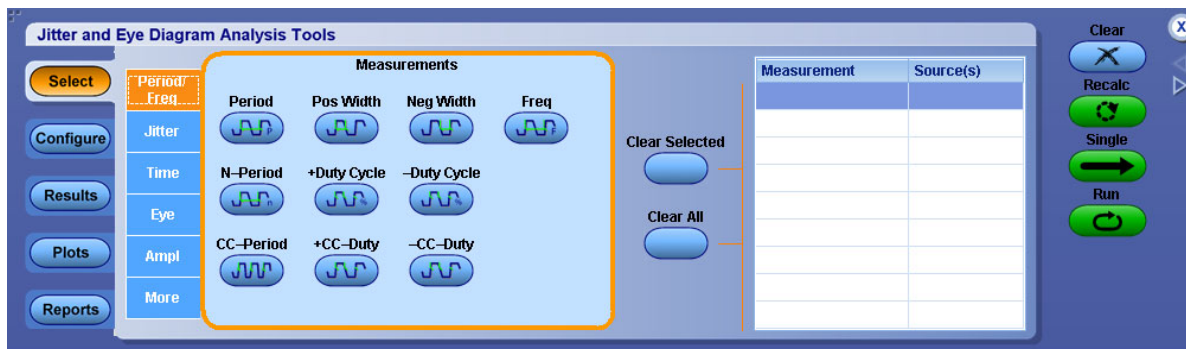 Jitter and Eye Diagram Analysis Tools
Select
Configure
Results
Plots
Reports
Period/
Freq
Jitter
Time
Eye
Ampl
More
Measurements
Period Pos Width Neg Width Freq
N–Period +Duty Cycle –Duty Cycle
CC–Period +CC–Duty –CC–Duty
Clear Selected
Clear All
Measurement Source(s)
Clear
X
Recalc
Single
Run